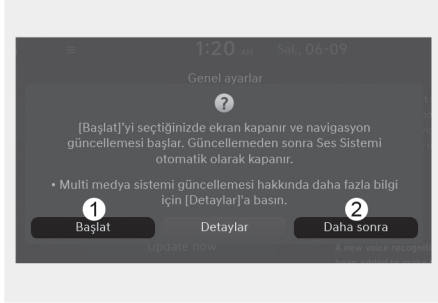 1:20 AM Sat., 06-09
Genel ayarlar
?
[Başlat]'yi seçtiğinizde ekran kapanır ve navigasyon
güncellemesi başlar. Güncellemeden sonra Ses Sistemi
otomatik olarak kapanır.
• Multi medya sistemi güncellemesi hakkında daha fazla bilgi
için [Detaylar]'a basın.
1 2
Başlat Detaylar Daha sonra
Update now A new voice recogniti